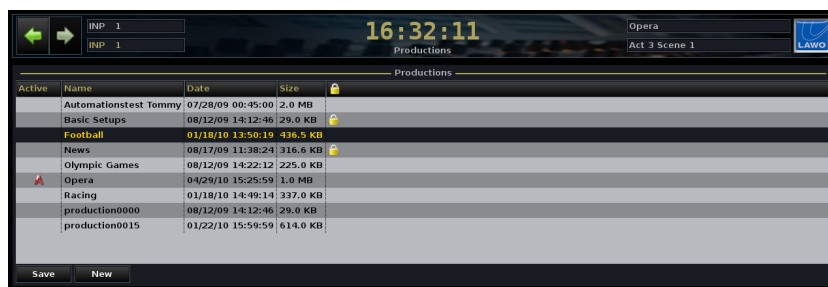 INP 1
INP 1
16:32:11
Productions
Opera
Act 3 Scene 1
LAWO
Productions
Active Name Date Size
Automationstest Tommy 07/28/09 00:45:00 2.0 MB
Basic Setups 08/12/09 14:12:46 29.0 KB
Football 01/18/10 13:50:19 436.5 KB
News 08/17/09 11:38:24 316.6 KB
Olympic Games 08/12/09 14:22:12 225.0 KB
A Opera 04/29/10 15:25:59 1.0 MB
Racing 01/18/10 14:49:14 337.0 KB
production0000 08/12/09 14:12:46 29.0 KB
production0015 01/22/10 15:59:59 614.0 KB
Save New